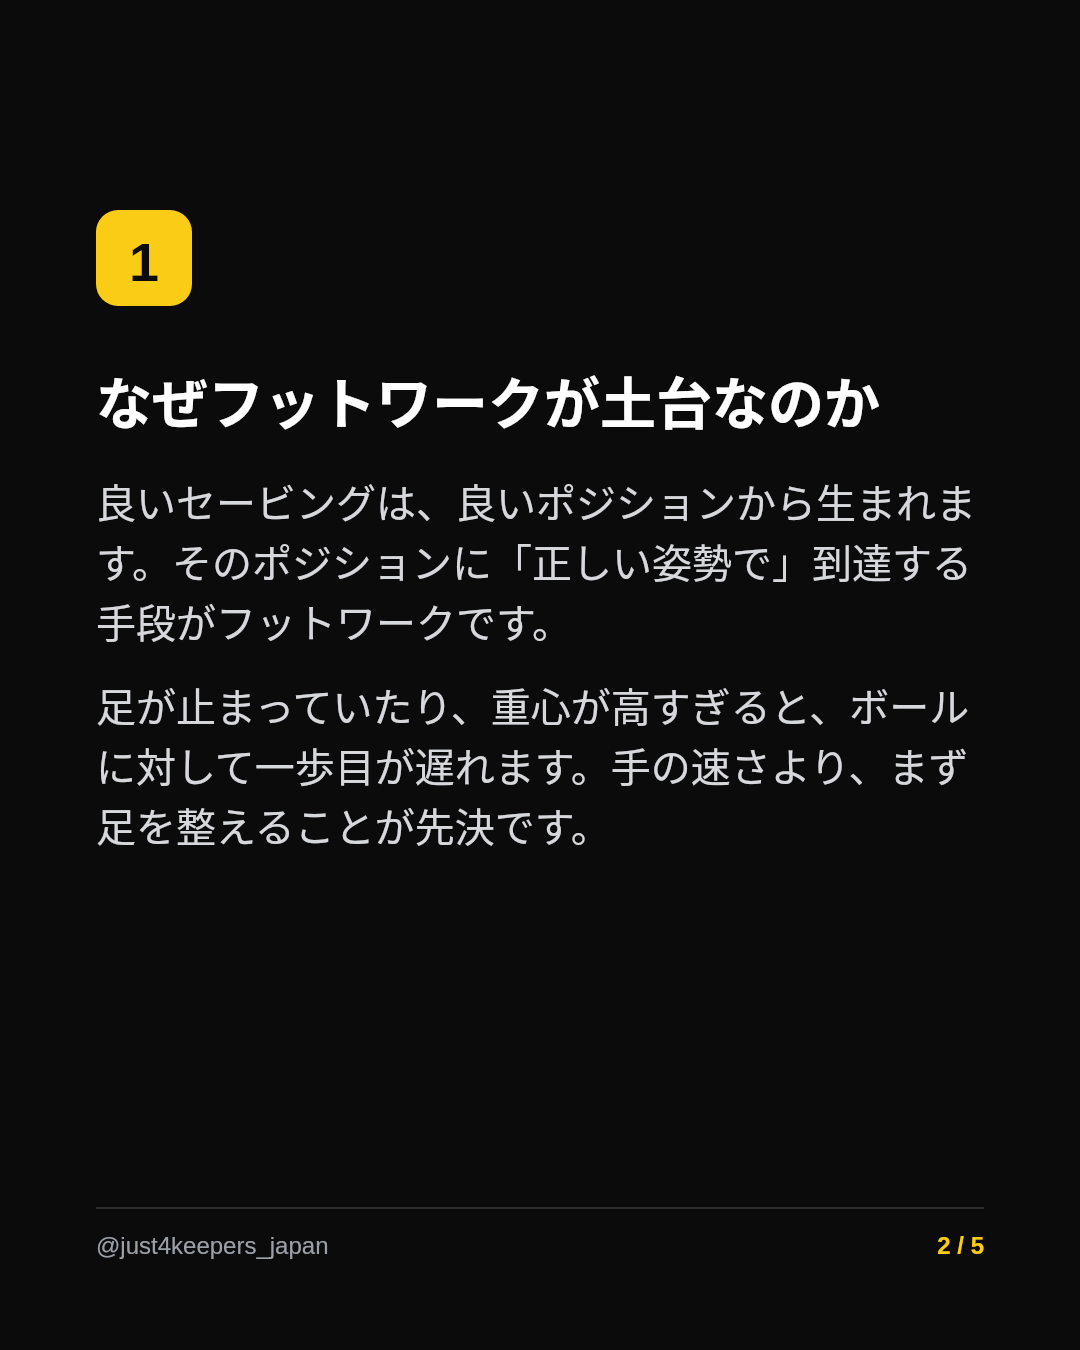 1
なぜフットワークが土台なのか
良いセービングは、良いポジションから生まれま
す。そのポジションに「正しい姿勢で」到達する
手段がフットワークです。
足が止まっていたり、重心が高すぎると、ボール
に対して一歩目が遅れます。手の速さより、まず
足を整えることが先決です。
@just4keepers_japan
2 / 5